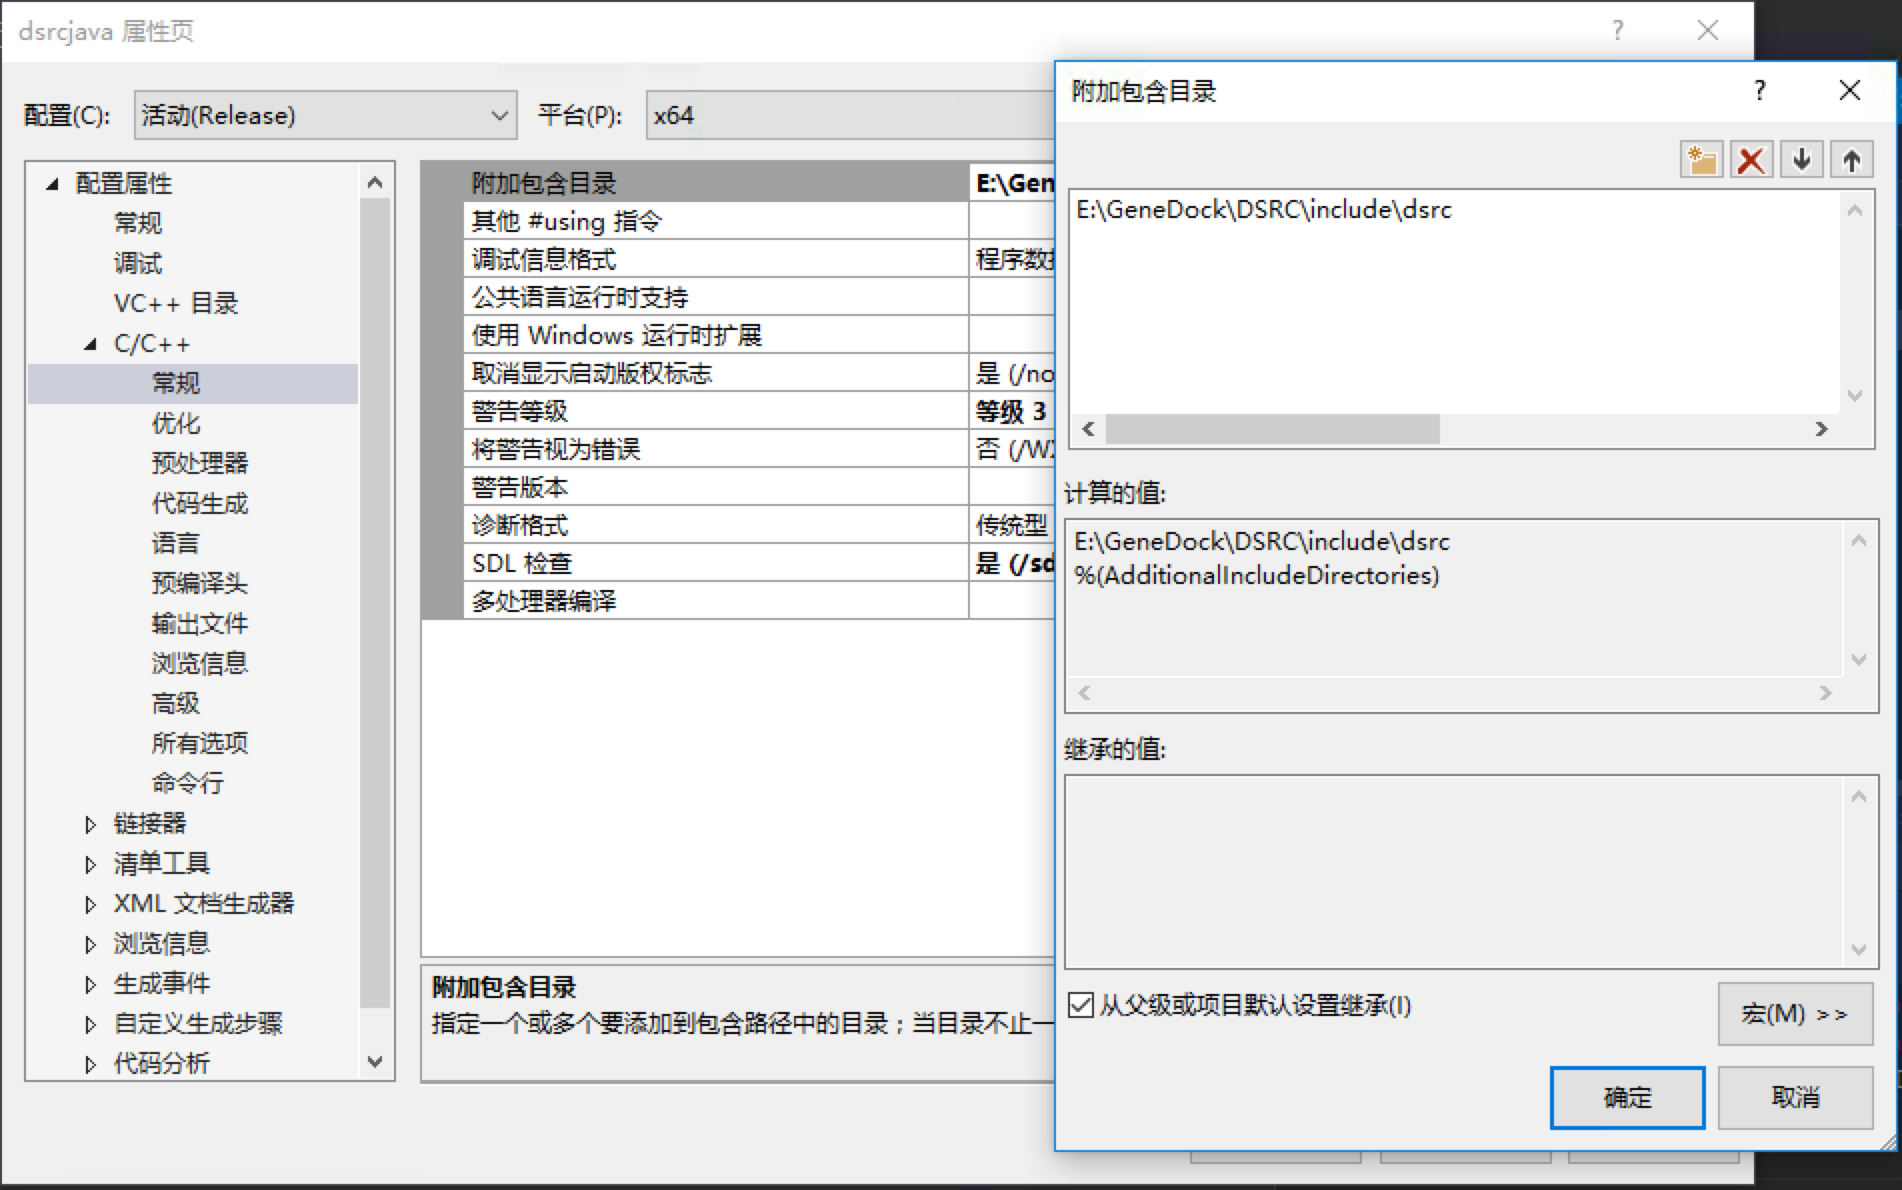 dsrcjava 属性页
配置(C):
活动(Release)
平台(P):
x64
配置属性
常规
调试
VC++ 目录
C/C++
常规
优化
预处理器
代码生成
语言
预编译头
输出文件
浏览信息
高级
所有选项
命令行
链接器
清单工具
XML 文档生成器
浏览信息
生成事件
自定义生成步骤
代码分析
附加包含目录 E:\Gen
其他 #using 指令
调试信息格式 程序数
公共语言运行时支持
使用 Windows 运行时扩展
取消显示启动版权标志 是 (/no
警告等级 等级 3
将警告视为错误 否 (/W
警告版本
诊断格式 传统型
SDL 检查 是 (/sd
多处理器编译
附加包含目录
指定一个或多个要添加到包含路径中的目录；当目录不止一
附加包含目录
E:\GeneDock\DSRC\include\dsrc
计算的值:
E:\GeneDock\DSRC\include\dsrc
%(AdditionalIncludeDirectories)
继承的值:
从父级或项目默认设置继承(I)
宏(M) >>
确定
取消